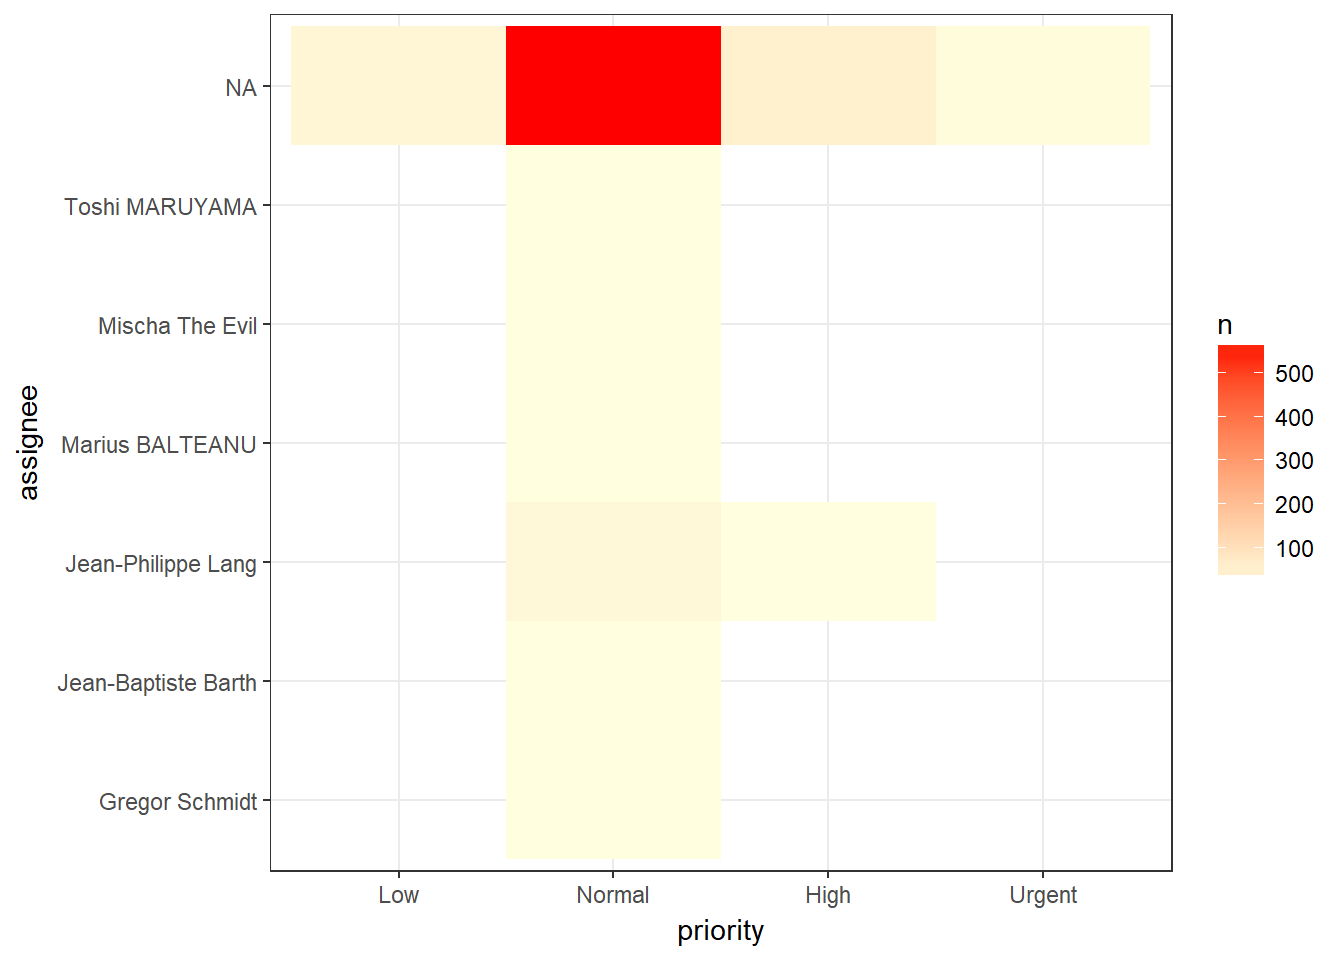 NA
Toshi MARUYAMA
Mischa The Evil
Marius BALTEANU
Jean-Philippe Lang
Jean-Baptiste Barth
Gregor Schmidt
assignee
Low Normal High Urgent
priority
n
500
400
300
200
100